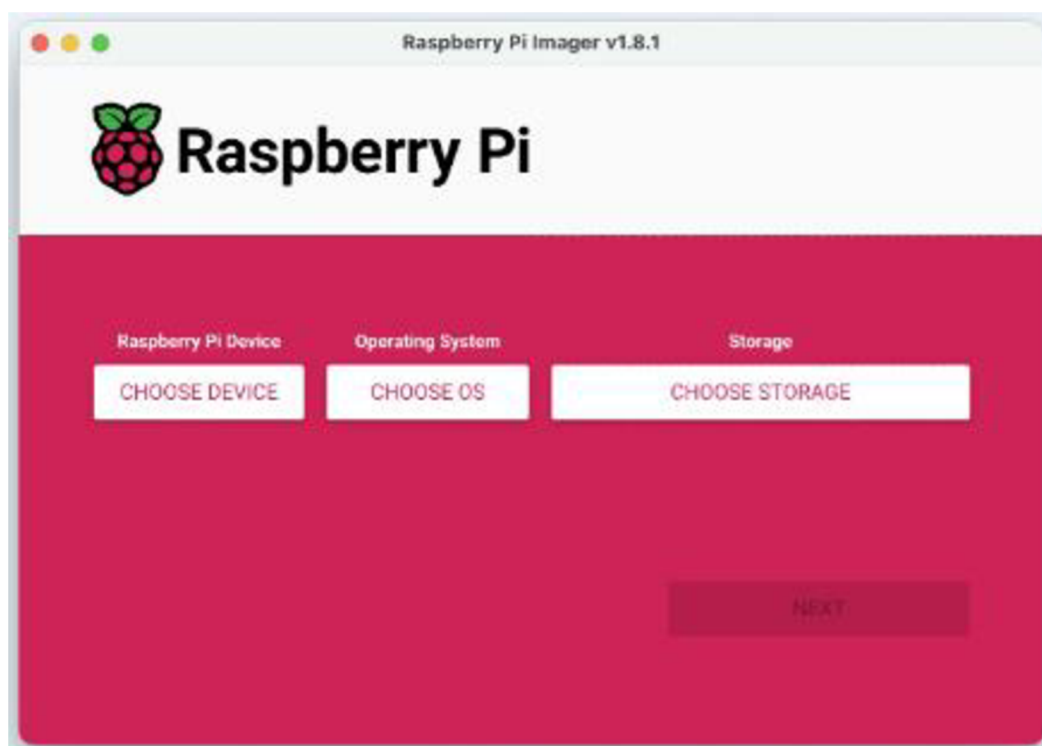 Raspberry Pi Imager v1.8.1
Raspberry Pi
Raspberry Pi Device Operating System Storage
CHOOSE DEVICE CHOOSE OS CHOOSE STORAGE
NEXT